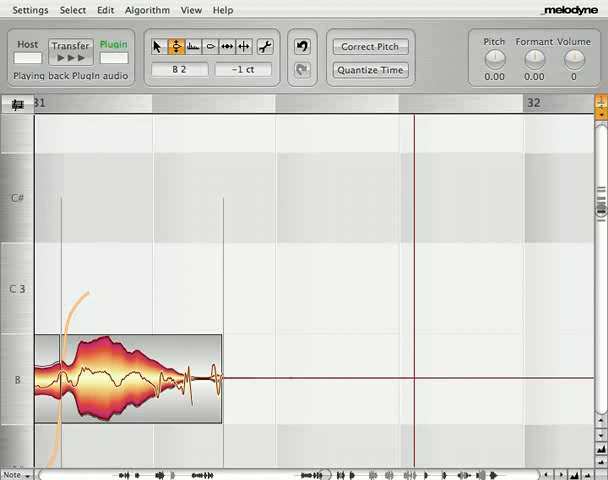 Settings Select Edit Algorithm View Help
_melodyne
Host Transfer Plugin
Playing back PlugIn audio
B 2 -1 ct
Correct Pitch
Quantize Time
Pitch Formant Volume
0.00 0.00 0
31 32
C#
C 3
B
Note